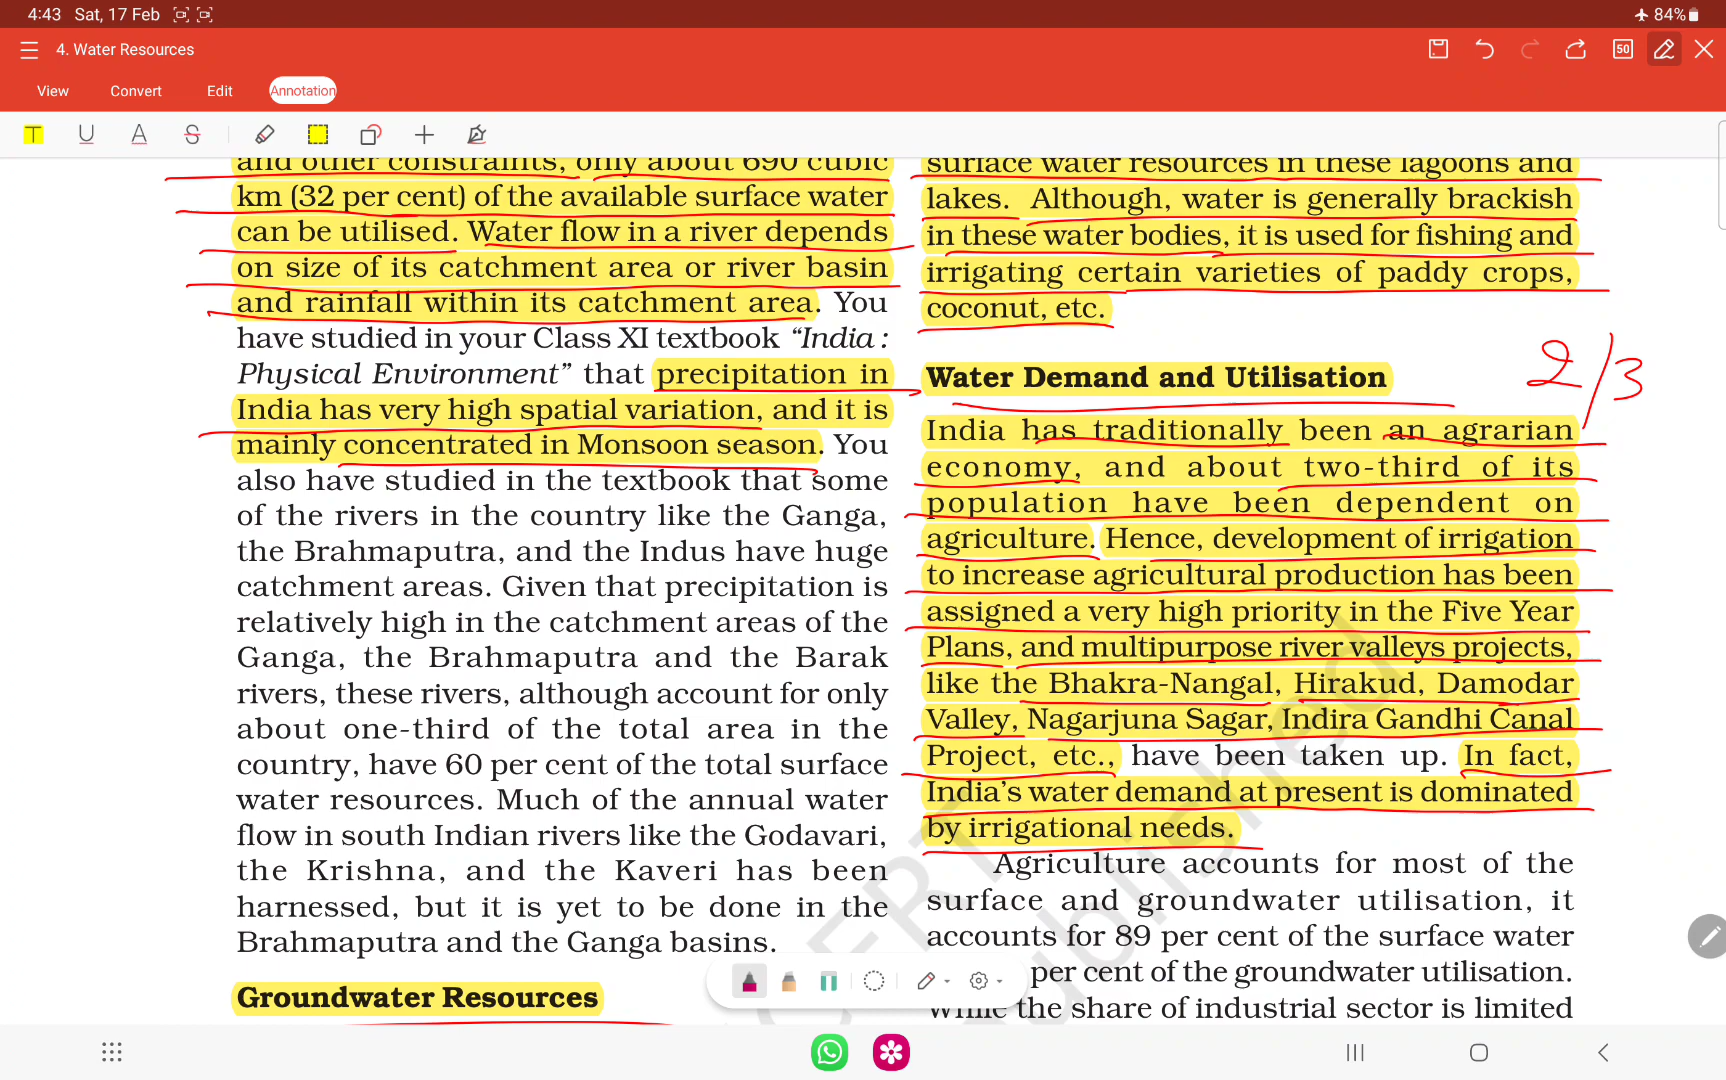 4:43 Sat, 17 Feb
84%
4. Water Resources
50
View Convert Edit Annotation
T U A S
and other constraints, only about 690 cubic
km (32 per cent) of the available surface water
can be utilised. Water flow in a river depends
on size of its catchment area or river basin
and rainfall within its catchment area. You
have studied in your Class XI textbook “India :
Physical Environment” that precipitation in
India has very high spatial variation, and it is
mainly concentrated in Monsoon season. You
also have studied in the textbook that some
of the rivers in the country like the Ganga,
the Brahmaputra, and the Indus have huge
catchment areas. Given that precipitation is
relatively high in the catchment areas of the
Ganga, the Brahmaputra and the Barak
rivers, these rivers, although account for only
about one-third of the total area in the
country, have 60 per cent of the total surface
water resources. Much of the annual water
flow in south Indian rivers like the Godavari,
the Krishna, and the Kaveri has been
harnessed, but it is yet to be done in the
Brahmaputra and the Ganga basins.
Groundwater Resources
surface water resources in these lagoons and
lakes. Although, water is generally brackish
in these water bodies, it is used for fishing and
irrigating certain varieties of paddy crops,
coconut, etc.
Water Demand and Utilisation
2/3
India has traditionally been an agrarian
economy, and about two-third of its
population have been dependent on
agriculture. Hence, development of irrigation
to increase agricultural production has been
assigned a very high priority in the Five Year
Plans, and multipurpose river valleys projects,
like the Bhakra-Nangal, Hirakud, Damodar
Valley, Nagarjuna Sagar, Indira Gandhi Canal
Project, etc., have been taken up. In fact,
India’s water demand at present is dominated
by irrigational needs.
Agriculture accounts for most of the
surface and groundwater utilisation, it
accounts for 89 per cent of the surface water
per cent of the groundwater utilisation.
While the share of industrial sector is limited